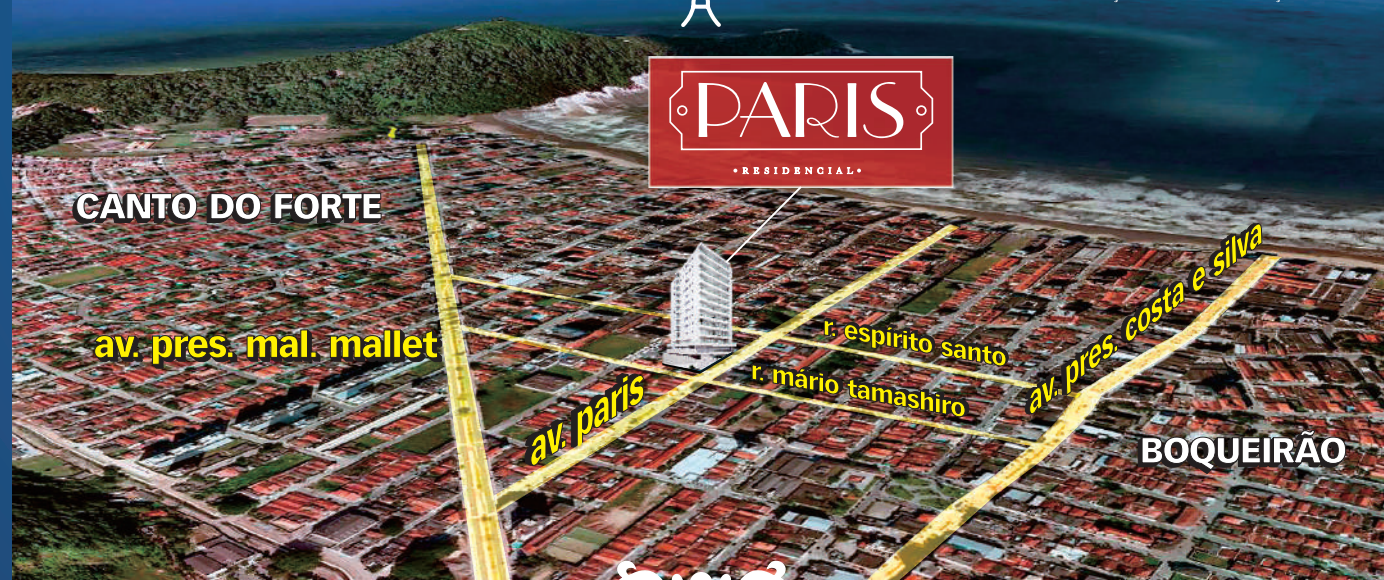 PARIS
•RESIDENCIAL•
CANTO DO FORTE
av. pres. mal. mallet
av. paris
r. espírito santo
r. mário tamashiro
av. pres. costa e silva
BOQUEIRÃO